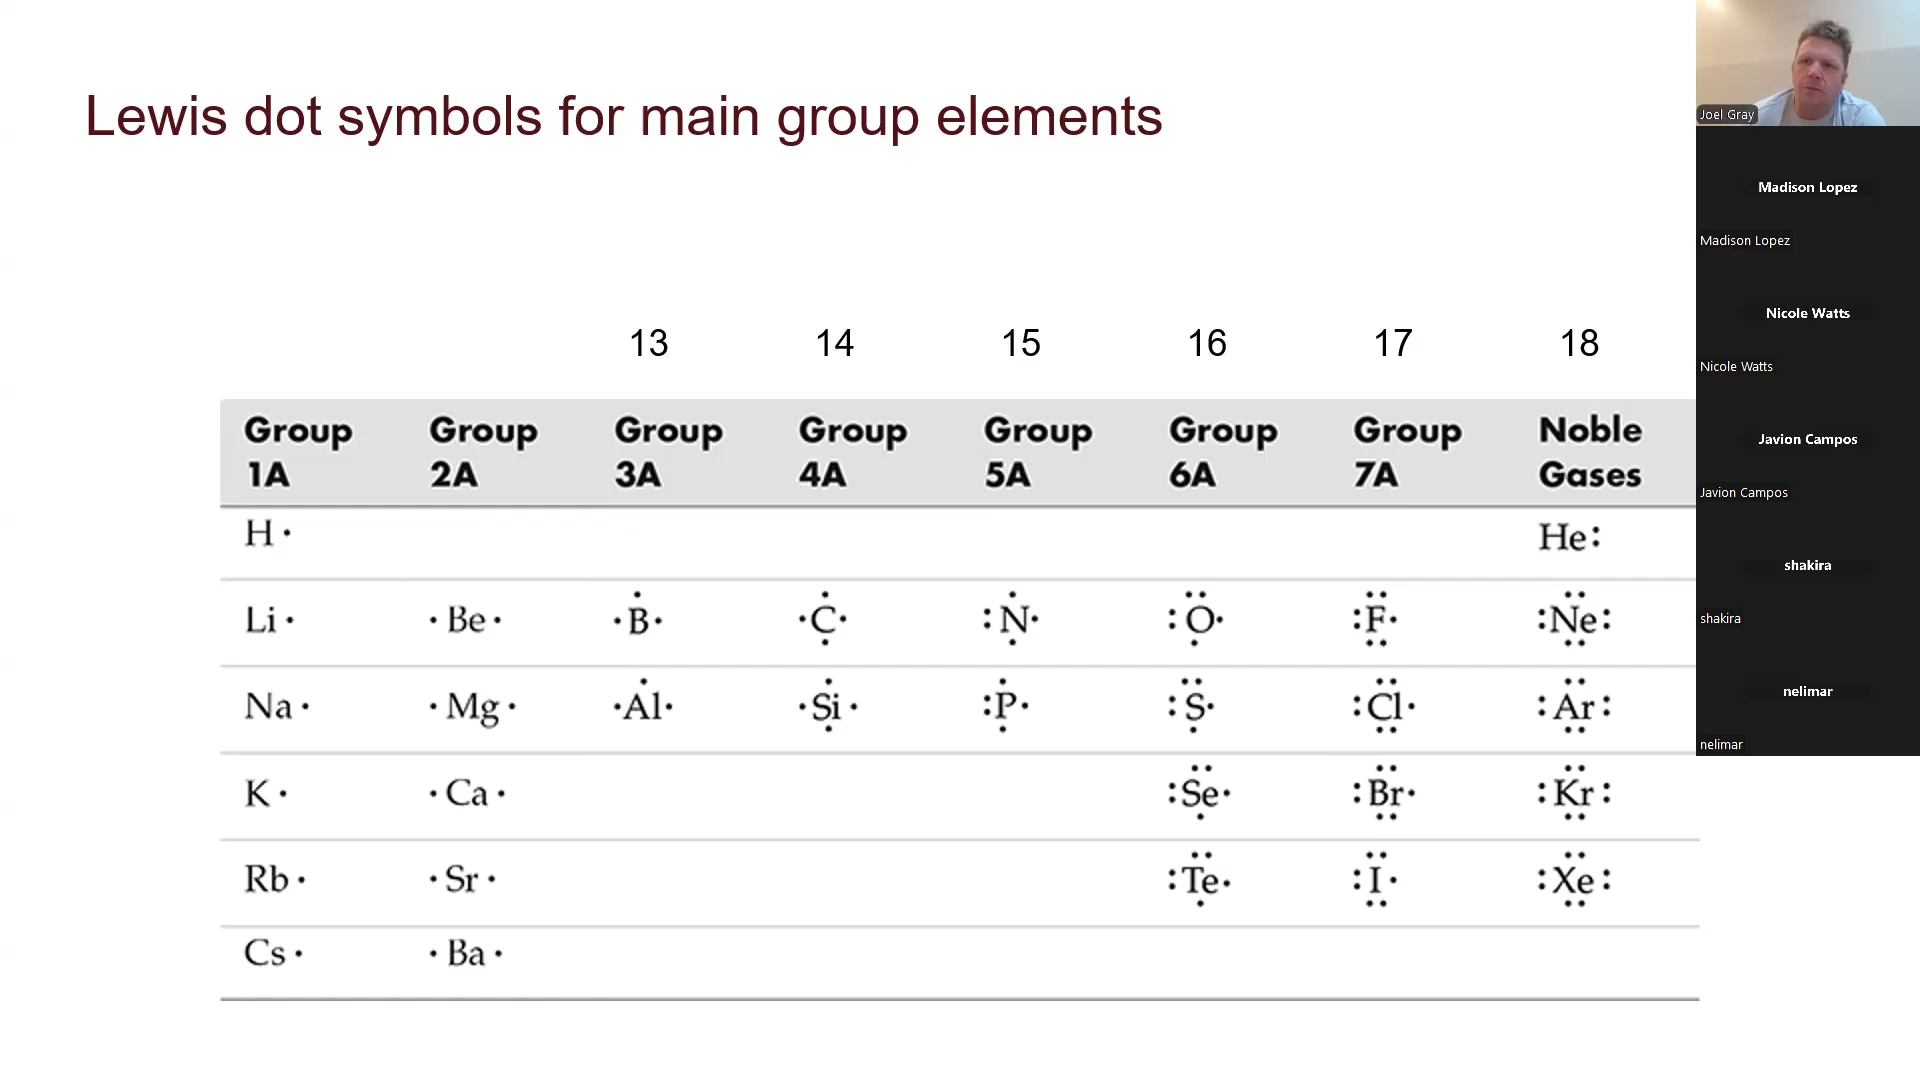 Lewis dot symbols for main group elements
13 14 15 16 17 18
Group 1A Group 2A Group 3A Group 4A Group 5A Group 6A Group 7A Noble Gases
H· He:
Li· ·Be· ·B· ·C· :N· :O· :F· :Ne:
Na· ·Mg· ·Al· ·Si· :P· :S· :Cl· :Ar:
K· ·Ca· :Se· :Br· :Kr:
Rb· ·Sr· :Te· :I· :Xe:
Cs· ·Ba·
Joel Gray
Madison Lopez
Madison Lopez
Nicole Watts
Nicole Watts
Javion Campos
Javion Campos
shakira
shakira
nelimar
nelimar